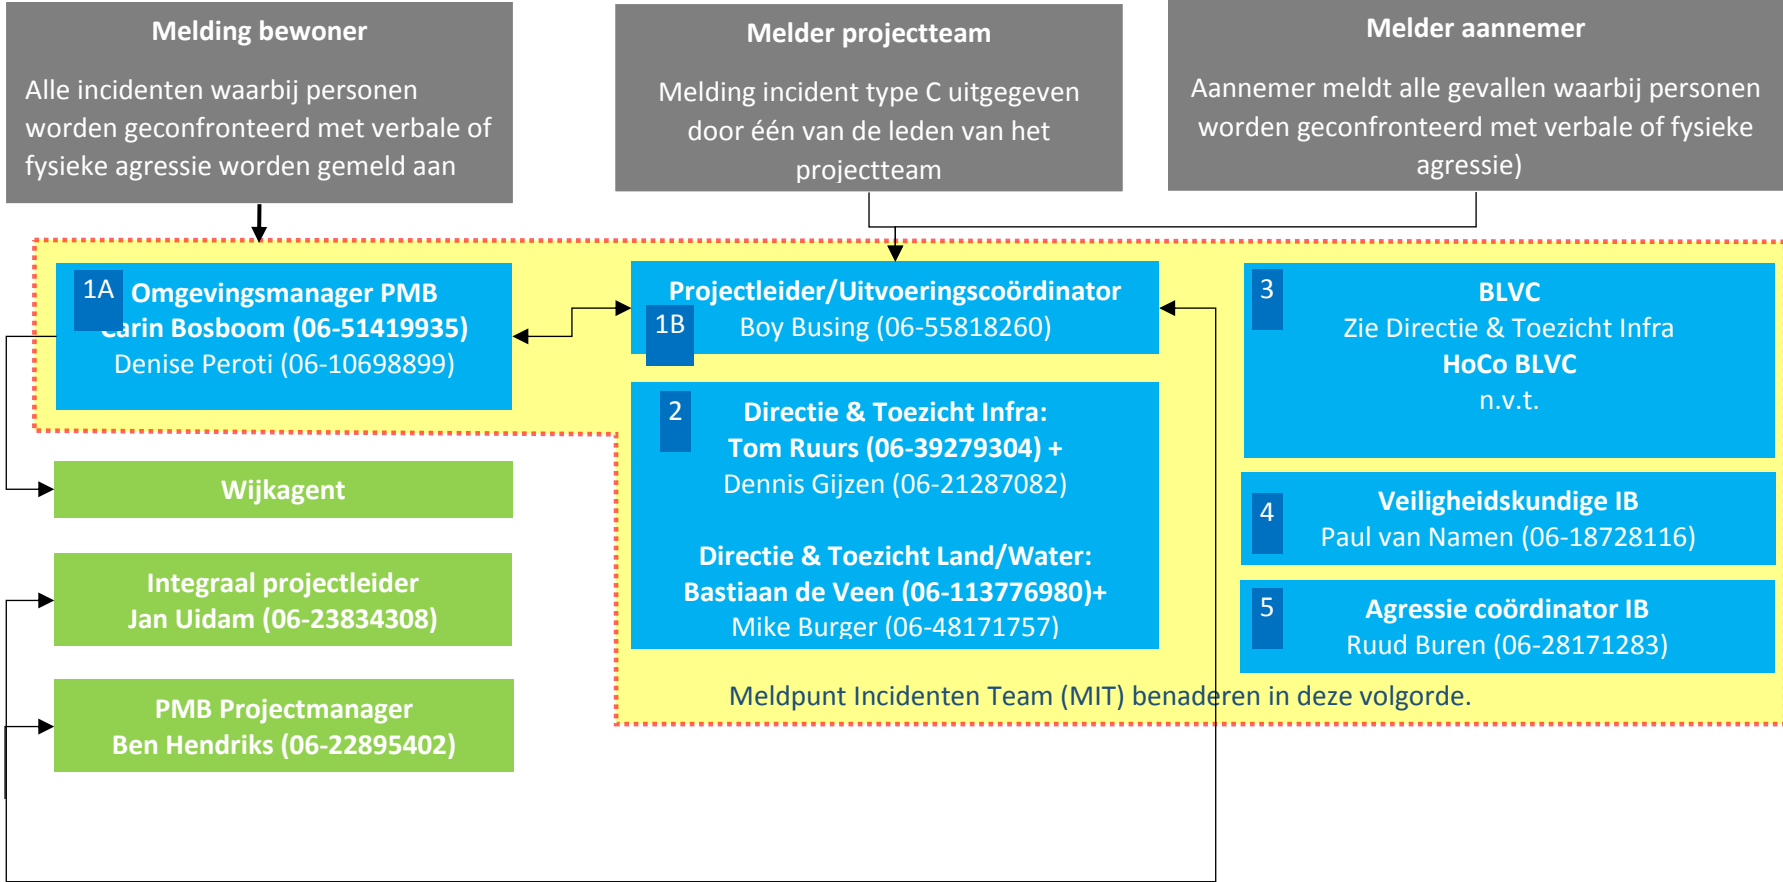 Melding bewoner
Alle incidenten waarbij personen
worden geconfronteerd met verbale of
fysieke agressie worden gemeld aan
Melder projectteam
Melding incident type C uitgegeven
door één van de leden van het
projectteam
Melder aannemer
Aannemer meldt alle gevallen waarbij personen
worden geconfronteerd met verbale of fysieke
agressie)
1A
Omgevingsmanager PMB
Carin Bosboom (06-51419935)
Denise Peroti (06-10698899)
Projectleider/Uitvoeringscoördinator
1B
Boy Busing (06-55818260)
2
Directie & Toezicht Infra:
Tom Ruurs (06-39279304) +
Dennis Gijzen (06-21287082)
Directie & Toezicht Land/Water:
Bastiaan de Veen (06-113776980)+
Mike Burger (06-48171757)
3
BLVC
Zie Directie & Toezicht Infra
HoCo BLVC
n.v.t.
4
Veiligheidskundige IB
Paul van Namen (06-18728116)
5
Agressie coördinator IB
Ruud Buren (06-28171283)
Meldpunt Incidenten Team (MIT) benaderen in deze volgorde.
Wijkagent
Integraal projectleider
Jan Uidam (06-23834308)
PMB Projectmanager
Ben Hendriks (06-22895402)